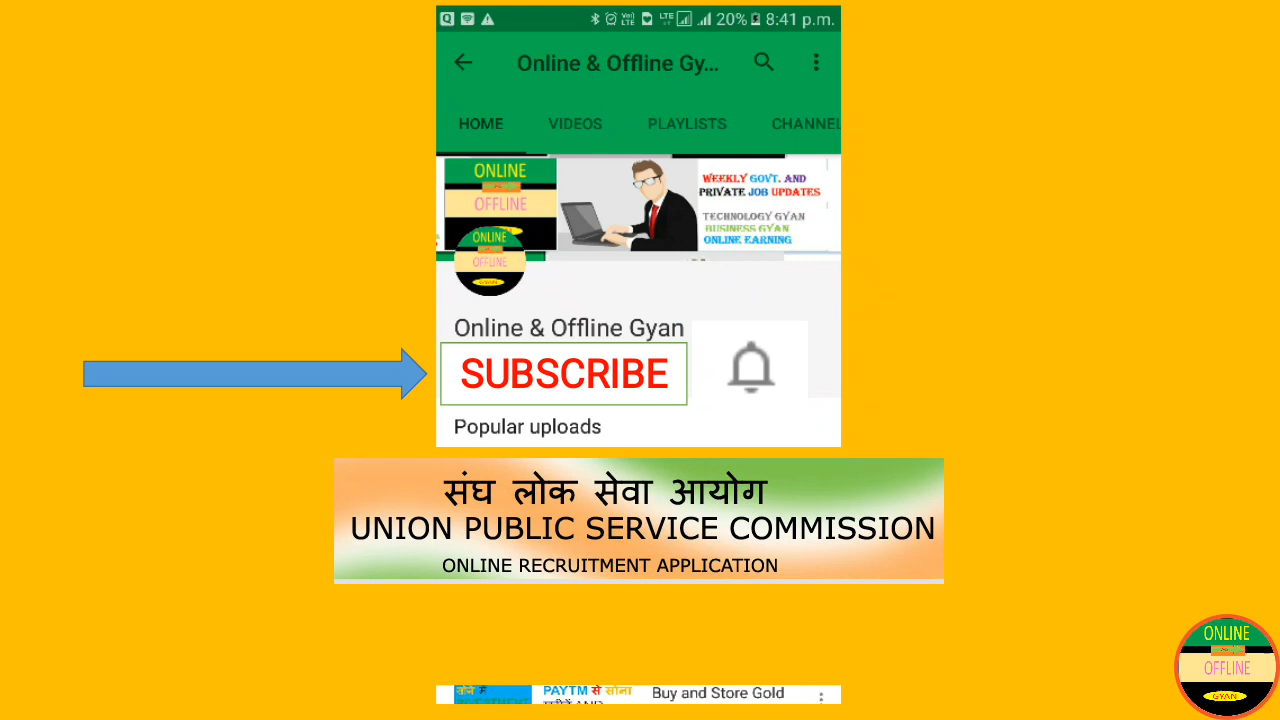 20% 8:41 p.m.
Online & Offline Gy...
HOME VIDEOS PLAYLISTS CHANNEL
ONLINE
OFFLINE
WEEKLY GOVT. AND
PRIVATE JOB UPDATES
TECHNOLOGY GYAN
BUSINESS GYAN
ONLINE EARNING
ONLINE
OFFLINE
GYAN
Online & Offline Gyan
SUBSCRIBE
Popular uploads
संघ लोक सेवा आयोग
UNION PUBLIC SERVICE COMMISSION
ONLINE RECRUITMENT APPLICATION
ONLINE
OFFLINE
GYAN
PAYTM से सोना
Buy and Store Gold